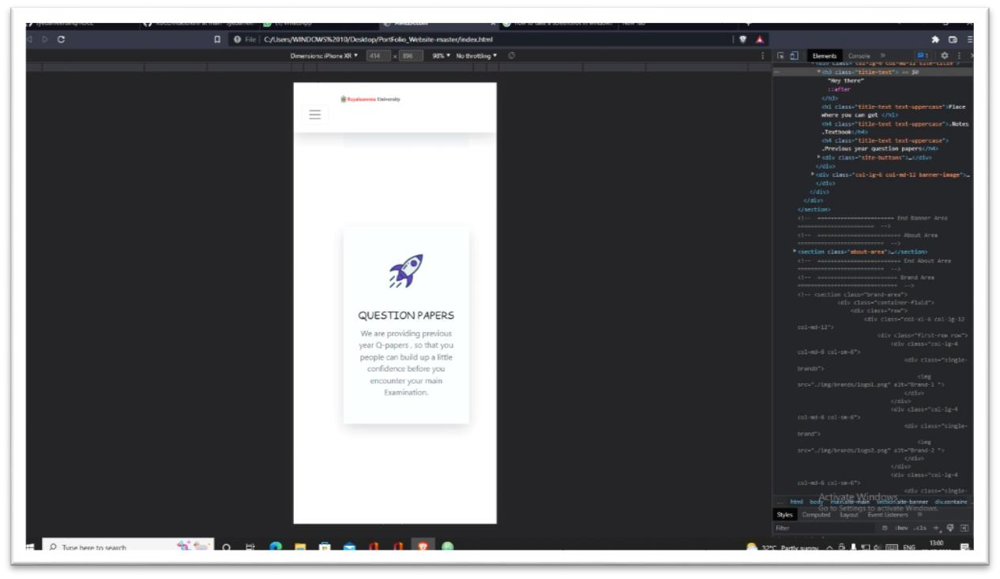 File
C:/Users/WINDOWS%2010/Desktop/PortFolio_Website-master/index.html
Dimensions: iPhone XR ▼ 414 x 896 98% ▼ No throttling ▼
Elements Console » 1
Royalaseema University
QUESTION PAPERS
We are providing previous
year Q-papers , so that you
people can build up a little
confidence before you
encounter your main
Examination.
<h3 class="title-text"> == $0
"Hey there"
::after
</h3>
<h1 class="title-text text-uppercase">Place
where you can get </h1>
<h4 class="title-text text-uppercase">.Notes
.Textbook</h4>
<h4 class="title-text text-uppercase">
.Previous year question papers</h4>
<div class="site-buttons">…</div>
</div>
<div class="col-lg-6 col-md-12 banner-image">…
</div>
</div>
</div>
</section>
<!-- ======================= End Banner Area
======================= -->
<!-- ========================= About Area
========================== -->
<section class="about-area">…</section>
<!-- ========================= End About Area
========================== -->
<!-- ======================== Brand Area
=========================== -->
<!-- <section class="brand-area">
<div class="container-fluid">
<div class="row">
<div class="col-xl-6 col-lg-12
col-md-12">
<div class="first-row row">
<div class="col-lg-4
col-md-6 col-sm-6">
<div class="single-
brands">
<img
src="./img/brands/logo1.png" alt="Brand-1 ">
</div>
</div>
<div class="col-lg-4
col-md-6 col-sm-6">
<div class="single-
brand">
<img
src="./img/brands/logo2.png" alt="Brand-2 ">
</div>
</div>
<div class="col-lg-4
col-md-6 col-sm-6">
<div class="single-
Activate Windows
Go to Settings to activate Windows.
... html body main.site-main section.site-banner div.containe
Styles Computed Layout Event Listeners »
Filter :hov .cls +
Type here to search
32°C Partly sunny ENG 13:00